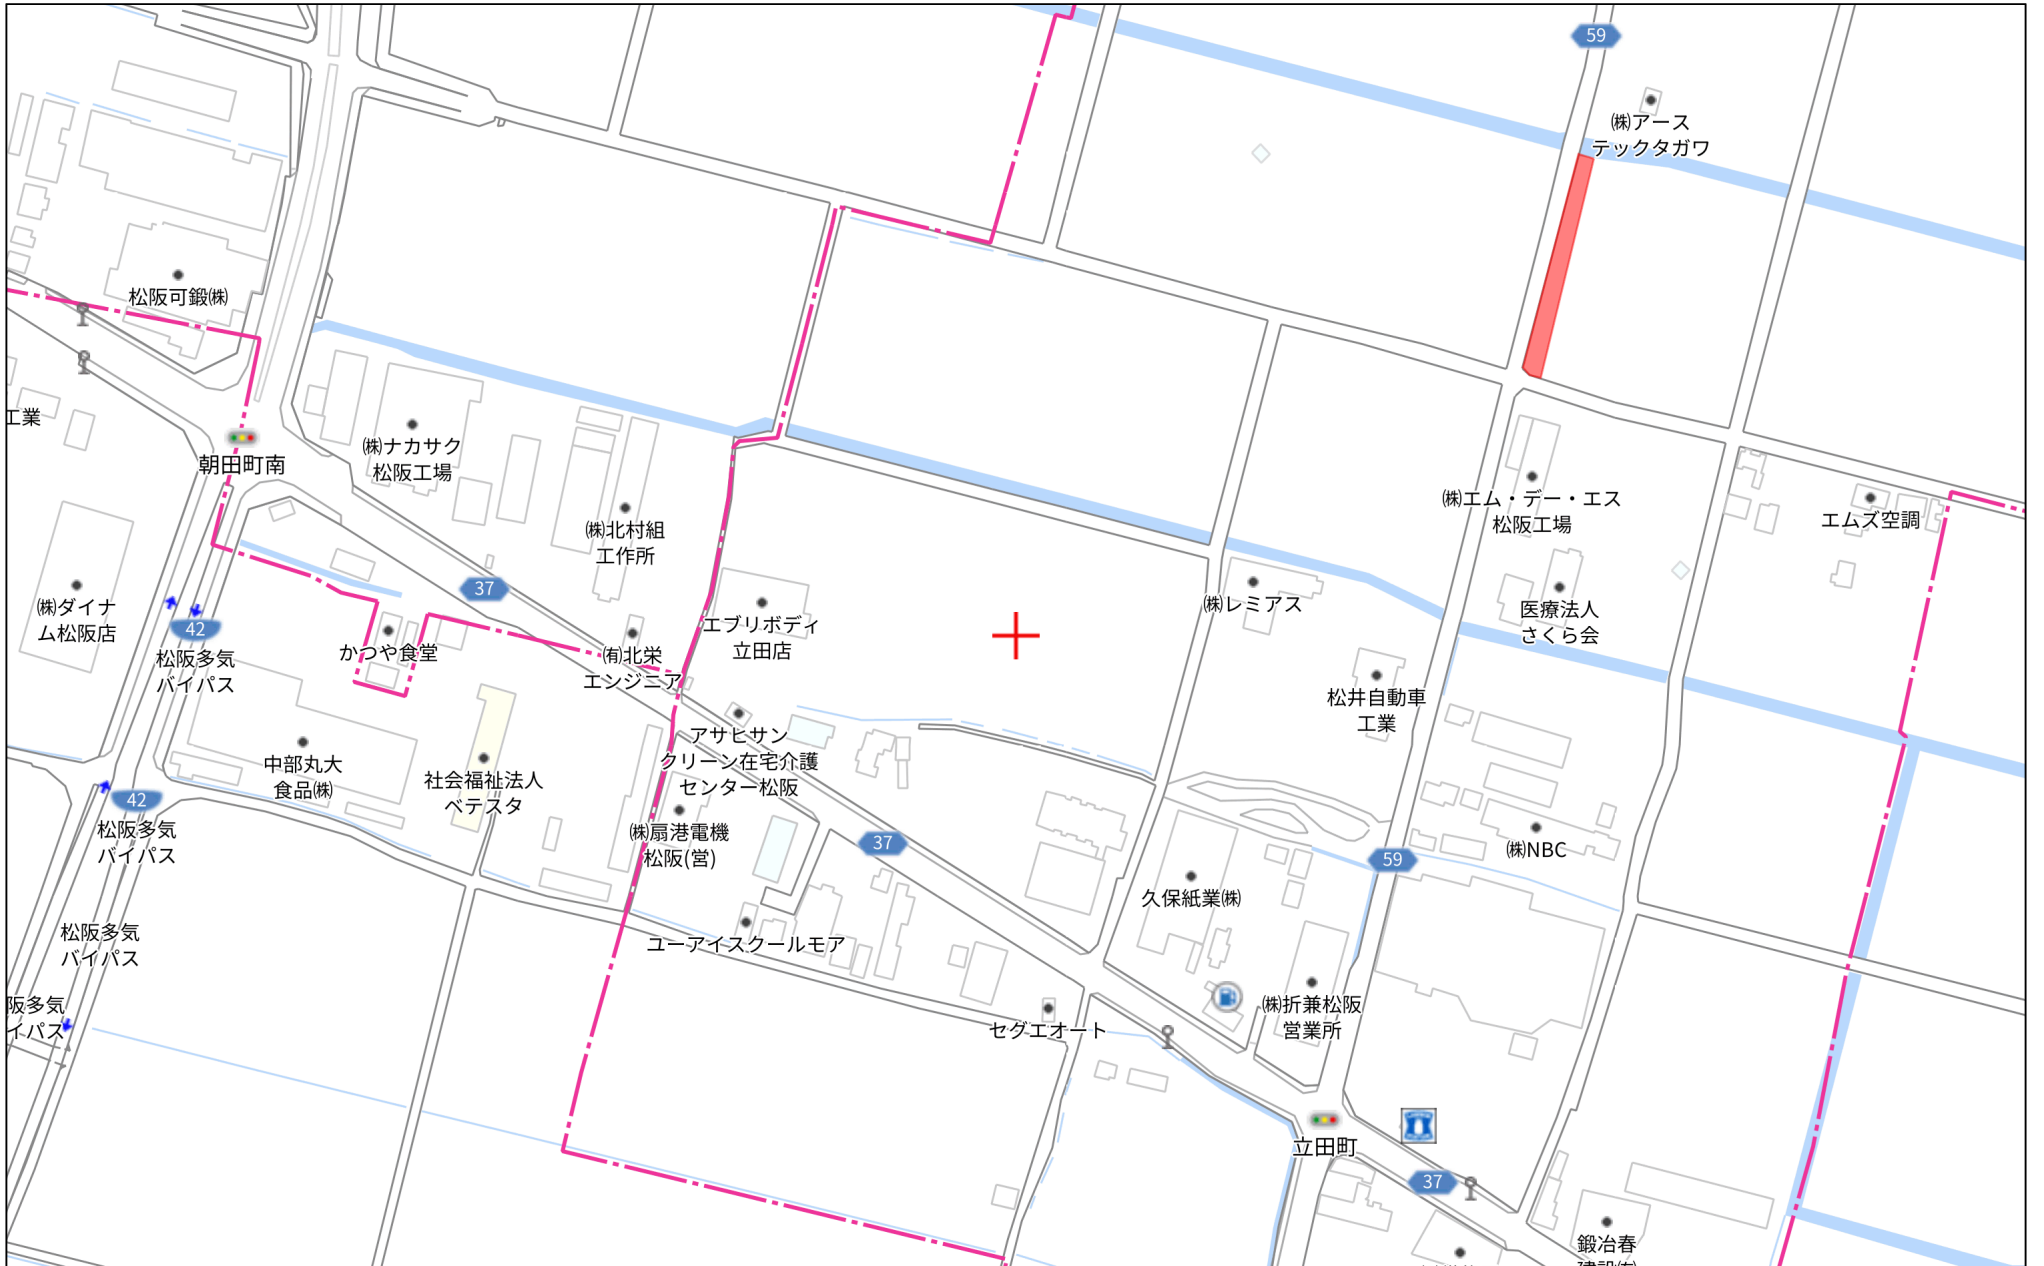 59
㈱アース
テックタガワ
松阪可鍛㈱
工業
朝田町南
㈱ナカサク
松阪工場
㈱北村組
工作所
㈱エム・デー・エス
松阪工場
エムズ空調
㈱ダイナ
ム松阪店
37
42
松阪多気
バイパス
かつや食堂
㈲北栄
エンジニア
エブリボディ
立田店
㈱レミアス
医療法人
さくら会
松井自動車
工業
中部丸大
食品㈱
社会福祉法人
ベテスタ
アサヒサン
クリーン在宅介護
センター松阪
42
松阪多気
バイパス
㈱扇港電機
松阪(営)
37
59
㈱NBC
久保紙業㈱
松阪多気
バイパス
ユーアイスクールモア
阪多気
イパス
セグエオート
㈱折兼松阪
営業所
立田町
37
鍛冶春